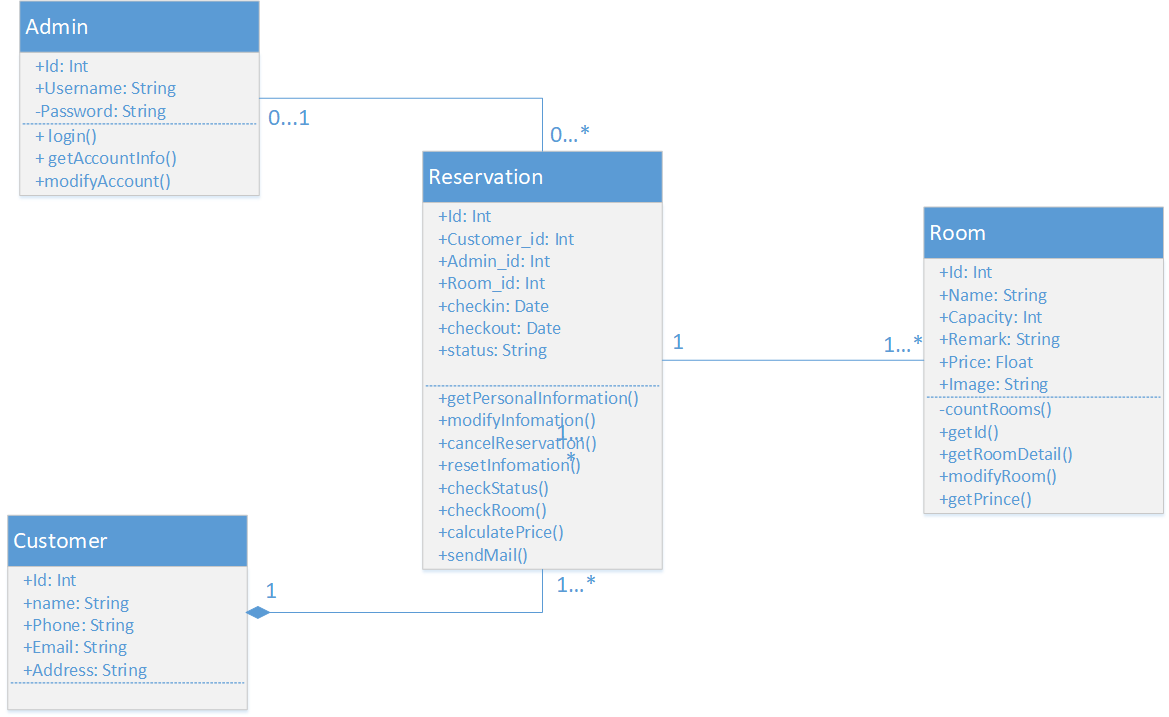 Admin
+Id: Int
+Username: String
-Password: String
+ login()
+ getAccountInfo()
+modifyAccount()
0...1
0...*
Reservation
+Id: Int
+Customer_id: Int
+Admin_id: Int
+Room_id: Int
+checkin: Date
+checkout: Date
+status: String
+getPersonalInformation()
+modifyInfomation()
+cancelReservation()
+resetInfomation()
+checkStatus()
+checkRoom()
+calculatePrice()
+sendMail()
1...
*
1
1...*
Room
+Id: Int
+Name: String
+Capacity: Int
+Remark: String
+Price: Float
+Image: String
-countRooms()
+getId()
+getRoomDetail()
+modifyRoom()
+getPrince()
Customer
+Id: Int
+name: String
+Phone: String
+Email: String
+Address: String
1
1...*